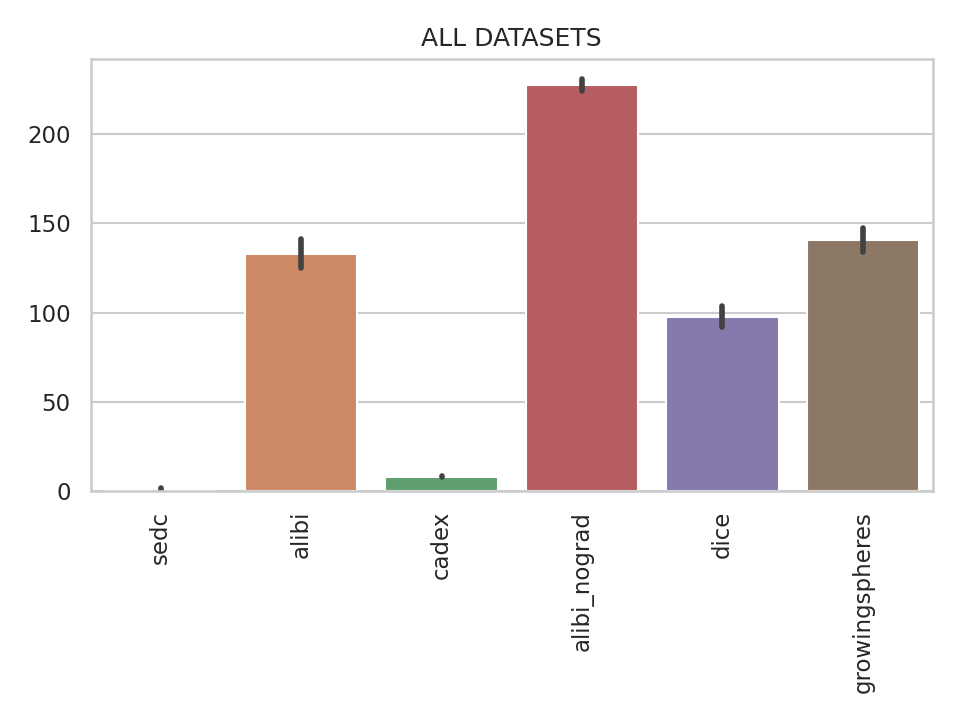 ALL DATASETS
200
150
100
50
0
sedc
alibi
cadex
alibi_nograd
dice
growingspheres